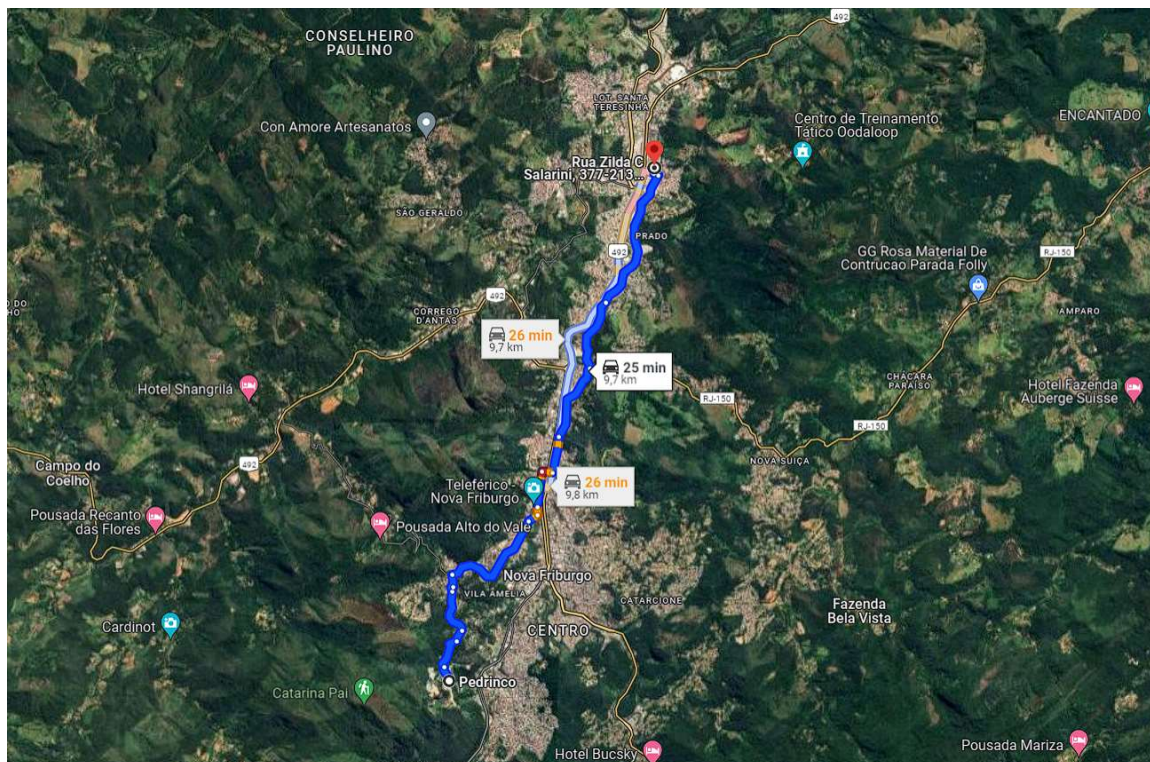 492
CONSELHEIRO
PAULINO
LOT. SANTA
TERESINHA
Con Amore Artesanatos
Centro de Treinamento
Tático Oodaloop
ENCANTADO
Rua Zilda C
Salarini, 377-213...
SÃO GERALDO
PRADO
492
RJ-150
GG Rosa Material De
Contrucao Parada Folly
492
CORREGO
D'ANTAS
AMPARO
26 min
9,7 km
25 min
9,7 km
Hotel Shangrilá
CHÁCARA
PARAÍSO
Hotel Fazenda
Auberge Suisse
RJ-150
RJ-150
492
Campo do
Coelho
NOVA SUIÇA
Teleférico -
Nova Friburgo
26 min
9,8 km
Pousada Recanto
das Flores
Pousada Alto do Vale
Nova Friburgo
VILA AMELIA
CATARCIONE
Fazenda
Bela Vista
Cardinot
CENTRO
Pedrinco
Catarina Pai
Hotel Bucsky
Pousada Mariza